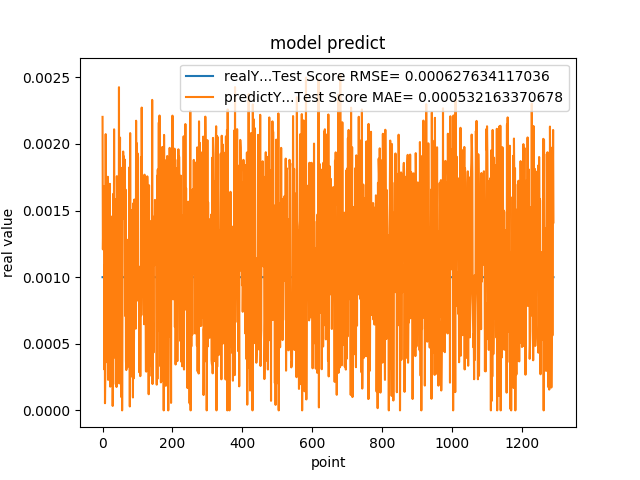 model predict
realY...Test Score RMSE= 0.000627634117036
predictY...Test Score MAE= 0.000532163370678
0.0025
0.0020
0.0015
0.0010
0.0005
0.0000
real value
0 200 400 600 800 1000 1200
point